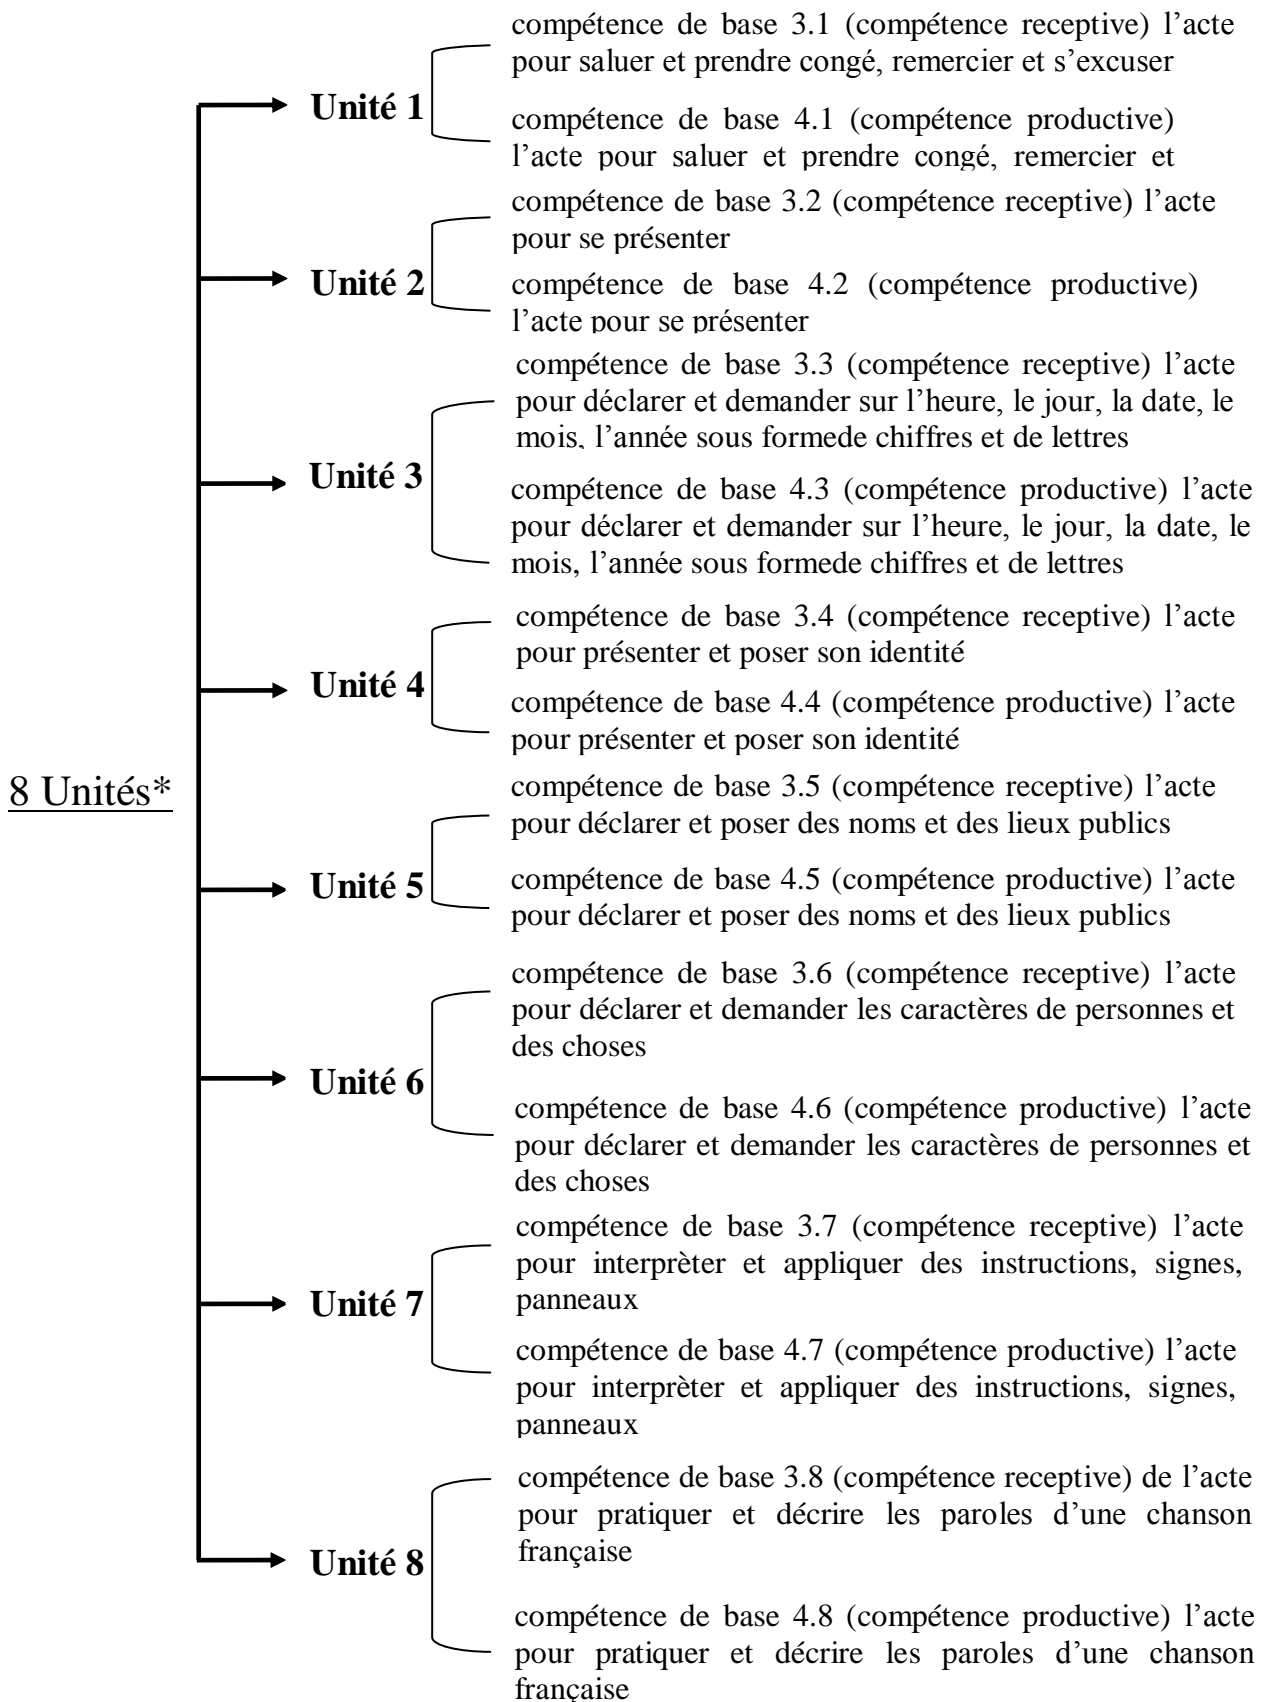 8 Unités*
Unité 1
compétence de base 3.1 (compétence receptive) l’acte
pour saluer et prendre congé, remercier et s’excuser
compétence de base 4.1 (compétence productive)
l’acte pour saluer et prendre congé, remercier et
Unité 2
compétence de base 3.2 (compétence receptive) l’acte
pour se présenter
compétence de base 4.2 (compétence productive)
l’acte pour se présenter
Unité 3
compétence de base 3.3 (compétence receptive) l’acte
pour déclarer et demander sur l’heure, le jour, la date, le
mois, l’année sous formede chiffres et de lettres
compétence de base 4.3 (compétence productive) l’acte
pour déclarer et demander sur l’heure, le jour, la date, le
mois, l’année sous formede chiffres et de lettres
Unité 4
compétence de base 3.4 (compétence receptive) l’acte
pour présenter et poser son identité
compétence de base 4.4 (compétence productive) l’acte
pour présenter et poser son identité
Unité 5
compétence de base 3.5 (compétence receptive) l’acte
pour déclarer et poser des noms et des lieux publics
compétence de base 4.5 (compétence productive) l’acte
pour déclarer et poser des noms et des lieux publics
Unité 6
compétence de base 3.6 (compétence receptive) l’acte
pour déclarer et demander les caractères de personnes et
des choses
compétence de base 4.6 (compétence productive) l’acte
pour déclarer et demander les caractères de personnes et
des choses
Unité 7
compétence de base 3.7 (compétence receptive) l’acte
pour interprèter et appliquer des instructions, signes,
panneaux
compétence de base 4.7 (compétence productive) l’acte
pour interprèter et appliquer des instructions, signes,
panneaux
Unité 8
compétence de base 3.8 (compétence receptive) de l’acte
pour pratiquer et décrire les paroles d’une chanson
française
compétence de base 4.8 (compétence productive) l’acte
pour pratiquer et décrire les paroles d’une chanson
française